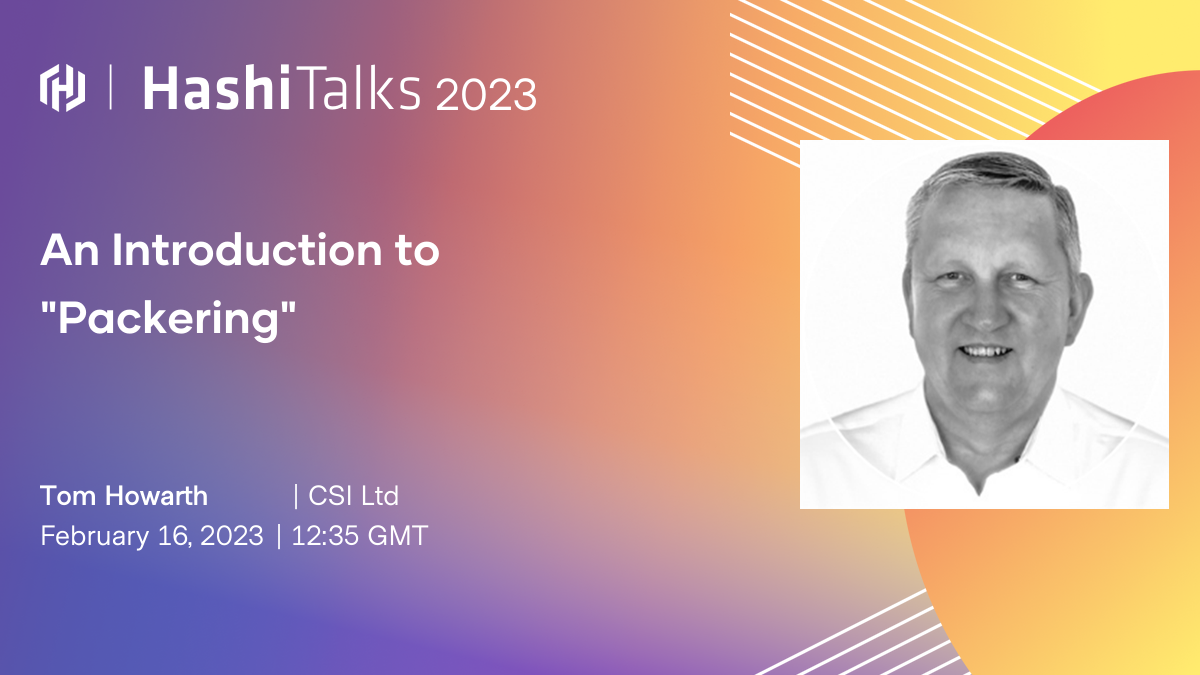 HashiTalks 2023
An Introduction to
"Packering"
Tom Howarth | CSI Ltd
February 16, 2023 | 12:35 GMT